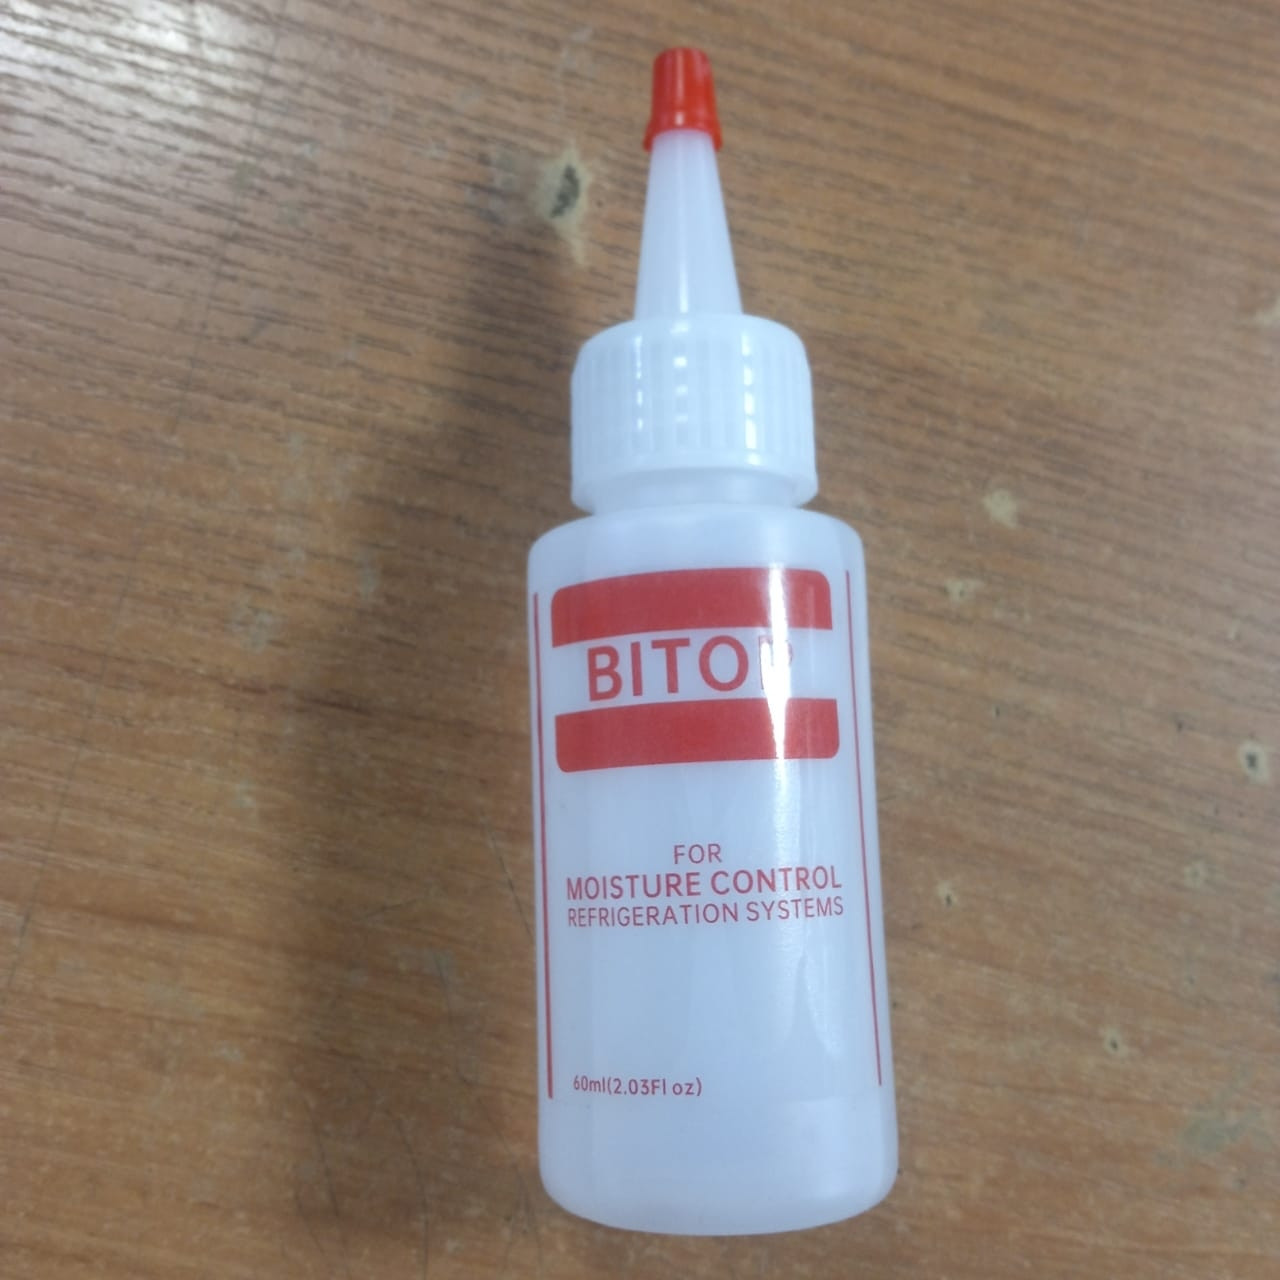 BITOP
FOR
MOISTURE CONTROL
REFRIGERATION SYSTEMS
60ml(2.03Fl oz)